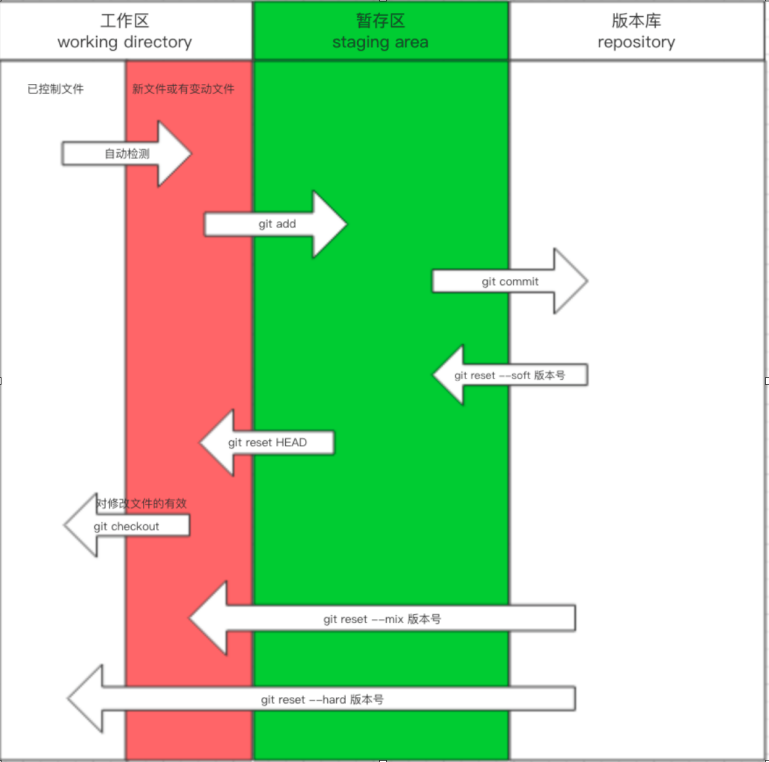 工作区
working directory
暂存区
staging area
版本库
repository
已控制文件
新文件或有变动文件
自动检测
git add
git commit
git reset --soft 版本号
git reset HEAD
对修改文件的有效
git checkout
git reset --mix 版本号
git reset --hard 版本号